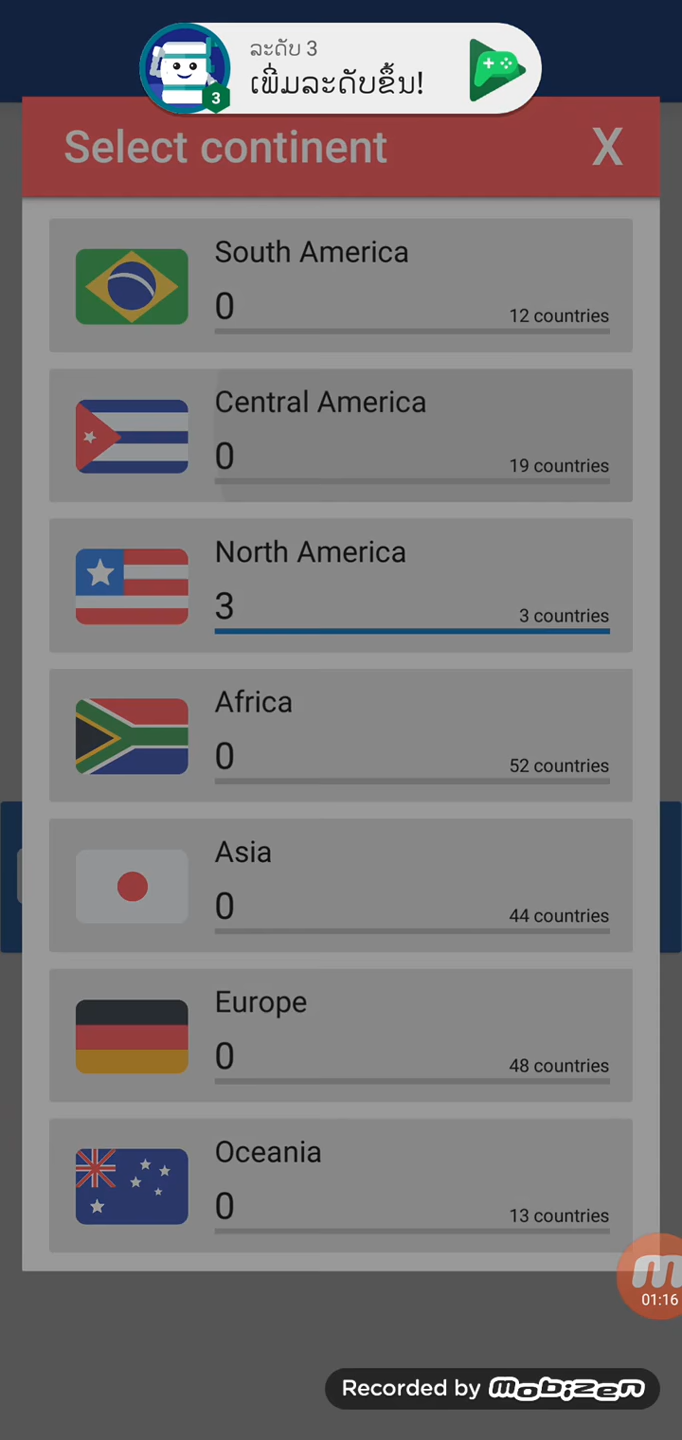 ລະດັບ 3
ເພີ່ມລະດັບຂຶ້ນ!
3
Select continent
X
South America
0
12 countries
Central America
0
19 countries
North America
3
3 countries
Africa
0
52 countries
Asia
0
44 countries
Europe
0
48 countries
Oceania
0
13 countries
01:16
Recorded by mobizen